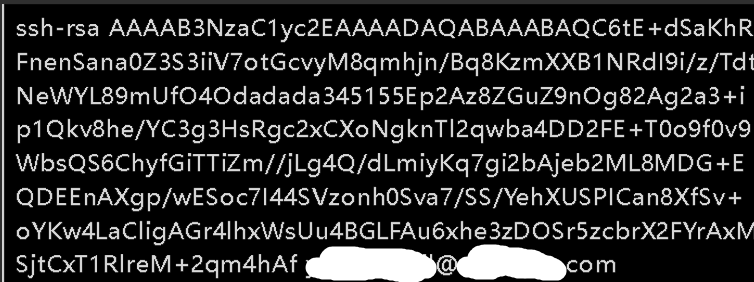 ssh-rsa AAAAB3NzaC1yc2EAAAADAQABAAABAQC6tE+dSaKhR
FnenSana0Z3S3iiV7otGcvyM8qmhjn/Bq8KzmXXB1NRdI9i/z/Tdt
NeWYL89mUfO4Odadada345155Ep2Az8ZGuZ9nOg82Ag2a3+i
p1Qkv8he/YC3g3HsRgc2xCXoNgknTl2qwba4DD2FE+T0o9f0v9
WbsQS6ChyfGiTTiZm//jLg4Q/dLmiyKq7gi2bAjeb2ML8MDG+E
QDEEnAXgp/wESoc7l44SVzonh0Sva7/SS/YehXUSPICan8XfSv+
oYKw4LaCligAGr4lhxWsUu4BGLFAu6xhe3zDOSr5zcbrX2FYrAxM
SjtCxT1RlreM+2qm4hAf @ com